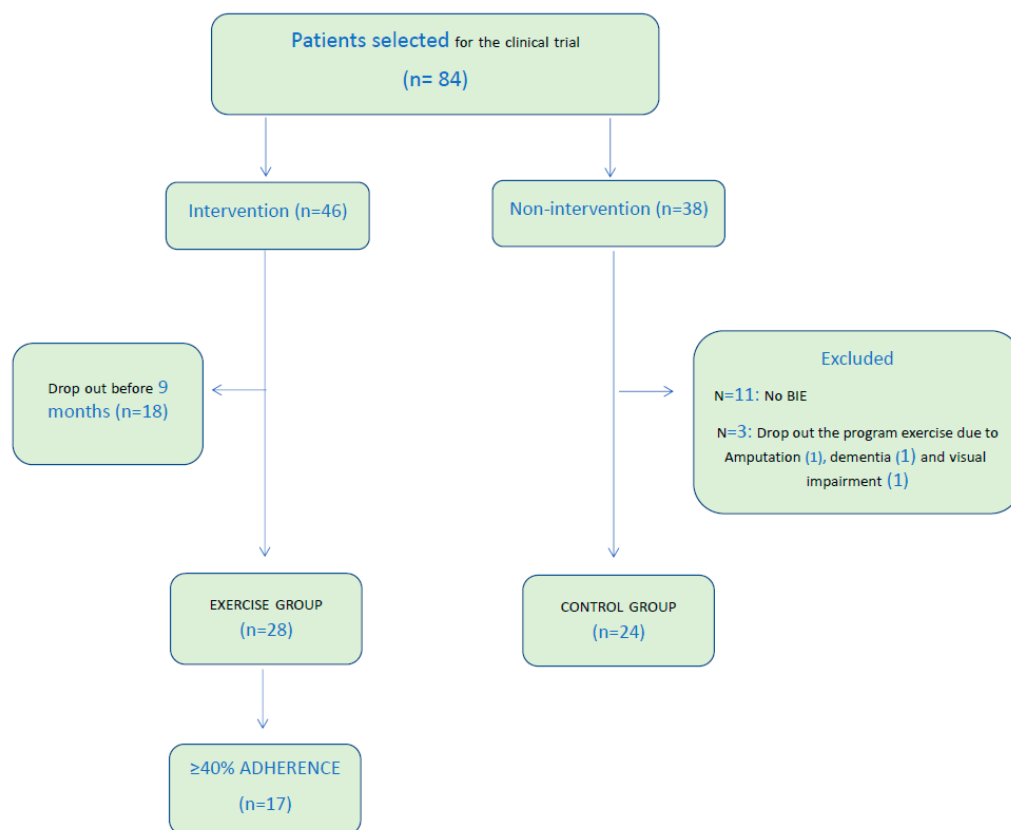 Patients selected for the clinical trial
(n= 84)
Intervention (n=46)
Non-intervention (n=38)
Drop out before 9
months (n=18)
Excluded
N=11: No BIE
N=3: Drop out the program exercise due to
Amputation (1), dementia (1) and visual
impairment (1)
EXERCISE GROUP
(n=28)
CONTROL GROUP
(n=24)
≥40% ADHERENCE
(n=17)